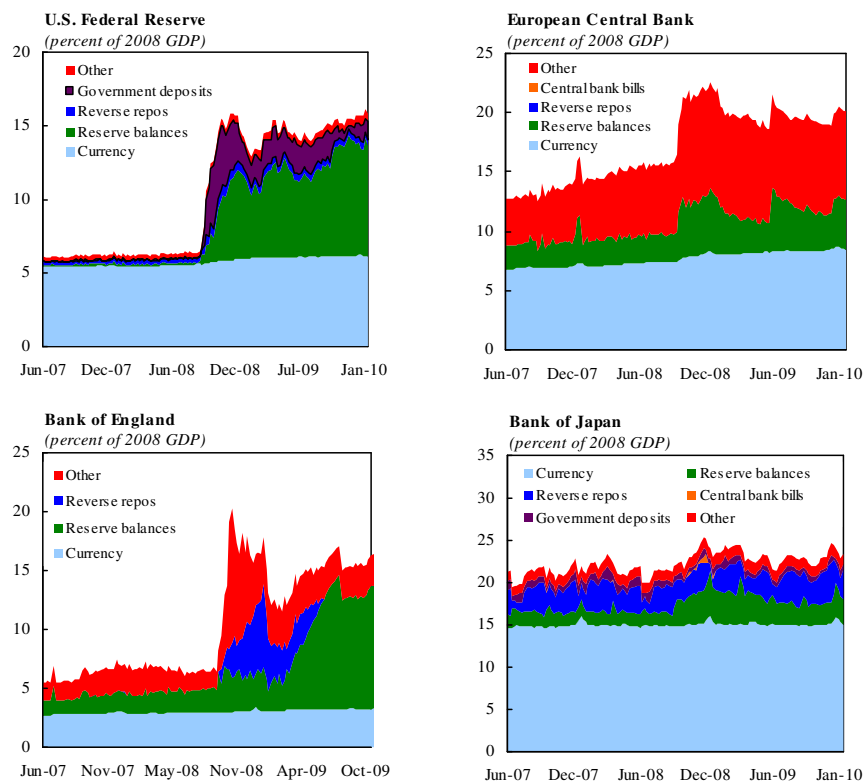 U.S. Federal Reserve
(percent of 2008 GDP)
20
15
10
5
0
Other
Government deposits
Reverse repos
Reserve balances
Currency
Jun-07 Dec-07 Jun-08 Dec-08 Jul-09 Jan-10
European Central Bank
(percent of 2008 GDP)
25
20
15
10
5
0
Other
Central bank bills
Reverse repos
Reserve balances
Currency
Jun-07 Dec-07 Jun-08 Dec-08 Jun-09 Jan-10
Bank of England
(percent of 2008 GDP)
25
20
15
10
5
0
Other
Reverse repos
Reserve balances
Currency
Jun-07 Nov-07 May-08 Nov-08 Apr-09 Oct-09
Bank of Japan
(percent of 2008 GDP)
35
30
25
20
15
10
5
0
Currency Reserve balances
Reverse repos Central bank bills
Government deposits Other
Jun-07 Dec-07 Jun-08 Dec-08 Jun-09 Jan-10